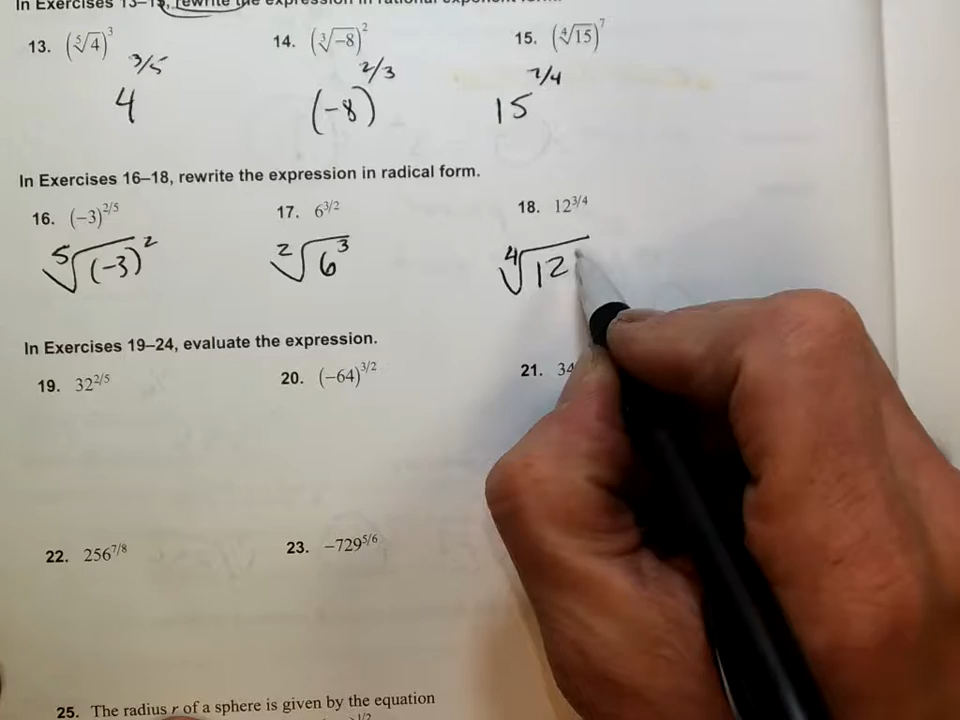 In Exercises 13–15, rewrite the expression in rational exponent form.
13. (⁵√4)³ 14. (³√−8)² 15. (⁴√15)⁷
4^3/5 (-8)^2/3 15^7/4
In Exercises 16–18, rewrite the expression in radical form.
16. (−3)^2/5 17. 6^3/2 18. 12^3/4
⁵√(-3)² ²√6³ ⁴√12
In Exercises 19–24, evaluate the expression.
19. 32^2/5 20. (−64)^3/2 21. 34
22. 256^7/8 23. −729^5/6
25. The radius r of a sphere is given by the equation
1/2